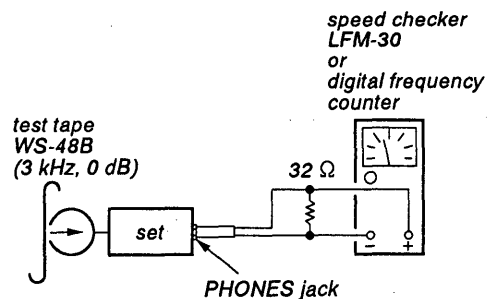 speed checker
LFM-30
or
digital frequency
counter
test tape
WS-48B
(3 kHz, 0 dB)
32 Ω
set
- +
PHONES jack